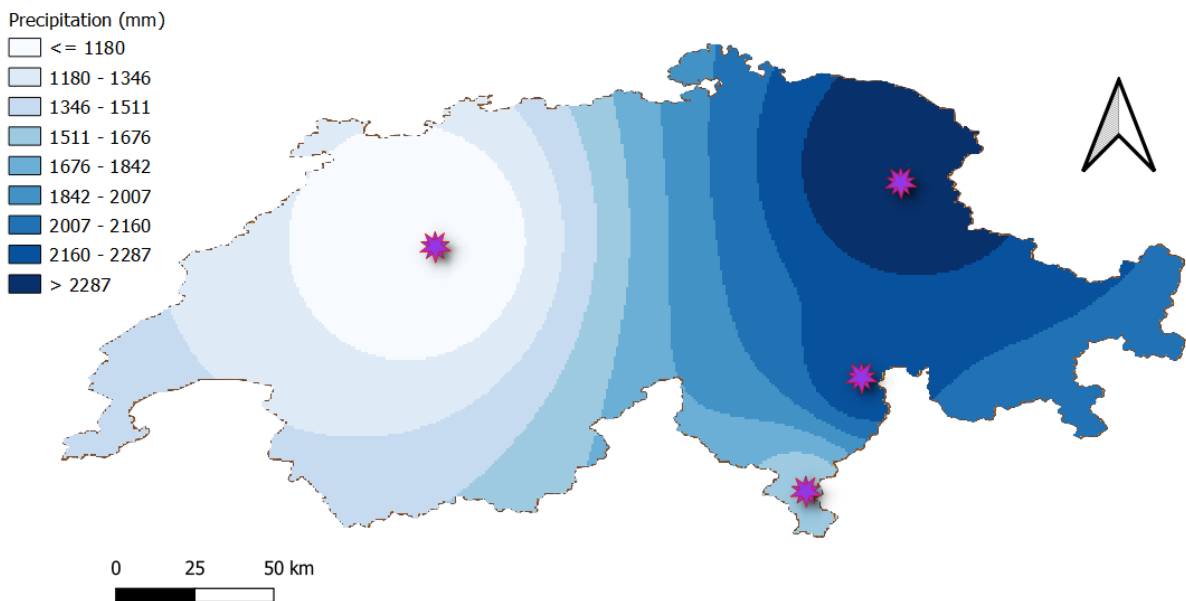 Precipitation (mm)
<= 1180
1180 - 1346
1346 - 1511
1511 - 1676
1676 - 1842
1842 - 2007
2007 - 2160
2160 - 2287
> 2287
0 25 50 km